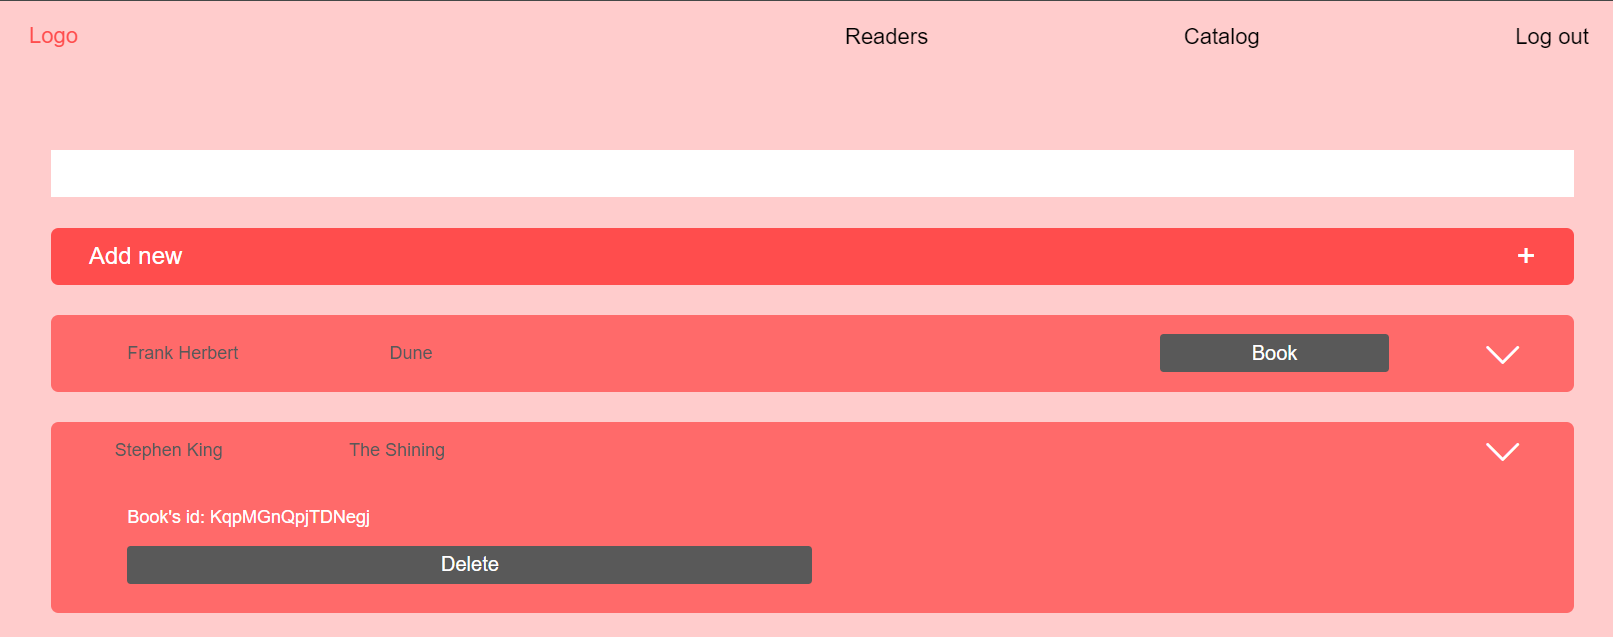 Logo Readers Catalog Log out
Add new +
Frank Herbert Dune Book
Stephen King The Shining
Book's id: KqpMGnQpjTDNegj
Delete